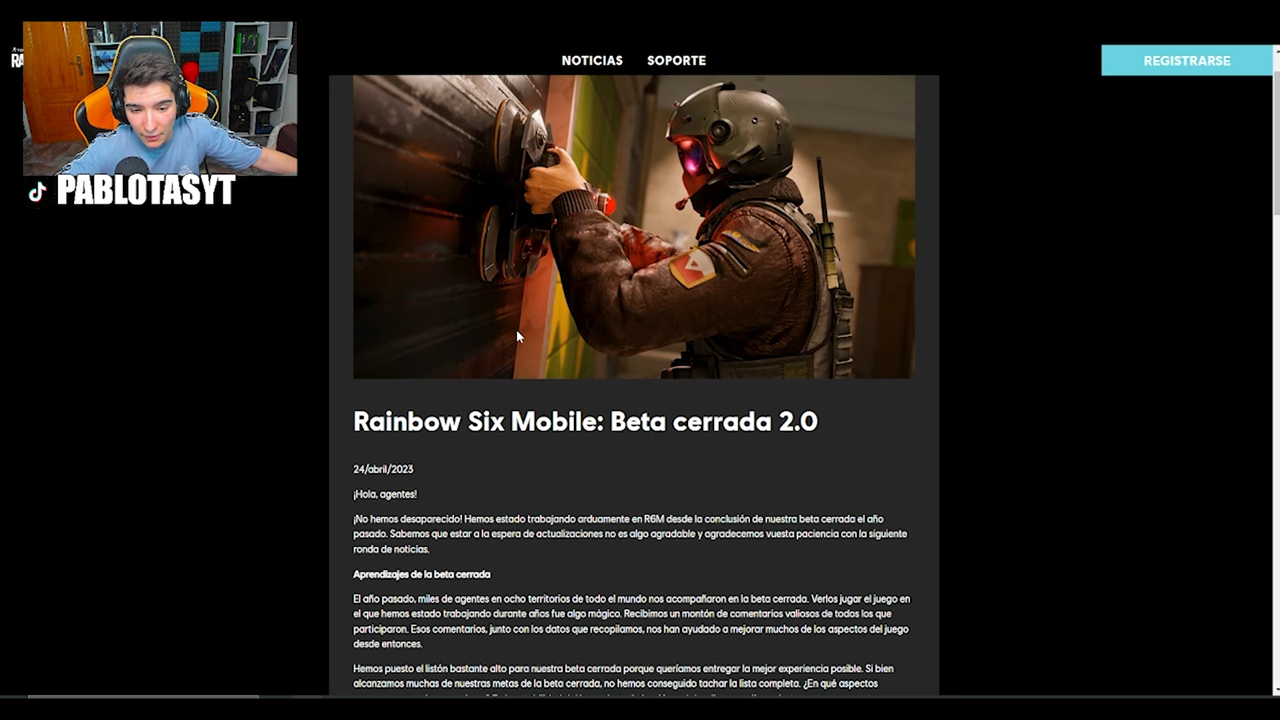 RA
NOTICIAS SOPORTE
REGISTRARSE
PABLOTASYT
Rainbow Six Mobile: Beta cerrada 2.0
24/abril/2023
¡Hola, agentes!
¡No hemos desaparecido! Hemos estado trabajando arduamente en R6M desde la conclusión de nuestra beta cerrada el año
pasado. Sabemos que estar a la espera de actualizaciones no es algo agradable y agradecemos vuesta paciencia con la siguiente
ronda de noticias.
Aprendizajes de la beta cerrada
El año pasado, miles de agentes en ocho territorios de todo el mundo nos acompañaron en la beta cerrada. Verlos jugar el juego en
el que hemos estado trabajando durante años fue algo mágico. Recibimos un montón de comentarios valiosos de todos los que
participaron. Esos comentarios, junto con los datos que recopilamos, nos han ayudado a mejorar muchos de los aspectos del juego
desde entonces.
Hemos puesto el listón bastante alto para nuestra beta cerrada porque queríamos entregar la mejor experiencia posible. Si bien
alcanzamos muchas de nuestras metas de la beta cerrada, no hemos conseguido tachar la lista completa. ¿En qué aspectos